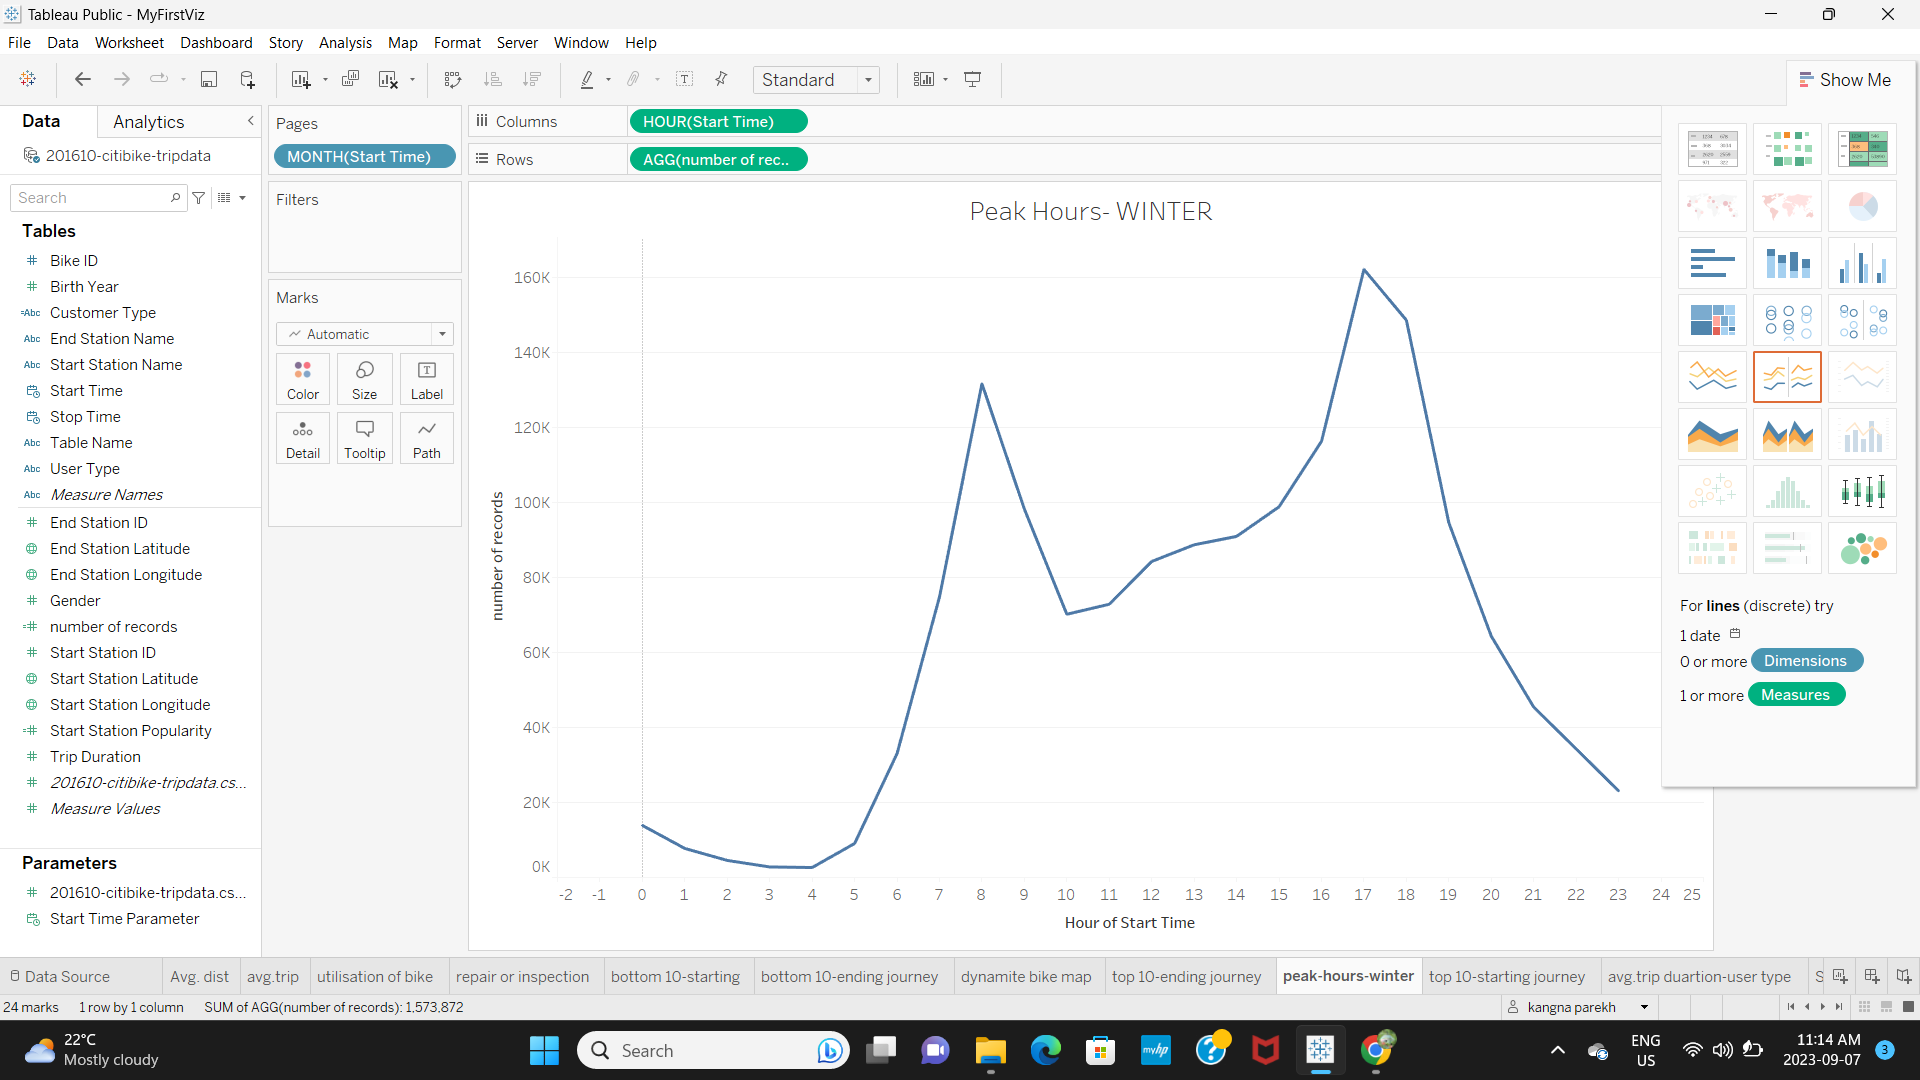 Tableau Public - MyFirstViz
File Data Worksheet Dashboard Story Analysis Map Format Server Window Help
Standard
Show Me
Data Analytics
201610-citibike-tripdata
Search
Tables
Bike ID
Birth Year
Abc Customer Type
Abc End Station Name
Abc Start Station Name
Start Time
Stop Time
Abc Table Name
Abc User Type
Abc Measure Names
End Station ID
End Station Latitude
End Station Longitude
Gender
number of records
Start Station ID
Start Station Latitude
Start Station Longitude
Start Station Popularity
Trip Duration
201610-citibike-tripdata.cs...
Measure Values
Parameters
201610-citibike-tripdata.cs...
Start Time Parameter
Pages
MONTH(Start Time)
Filters
Marks
Automatic
Color Size Label
Detail Tooltip Path
Columns HOUR(Start Time)
Rows AGG(number of rec..
Peak Hours- WINTER
number of records
160K
140K
120K
100K
80K
60K
40K
20K
0K
-2 -1 0 1 2 3 4 5 6 7 8 9 10 11 12 13 14 15 16 17 18 19 20 21 22 23 24 25
Hour of Start Time
For lines (discrete) try
1 date
0 or more Dimensions
1 or more Measures
Data Source Avg. dist avg.trip utilisation of bike repair or inspection bottom 10-starting bottom 10-ending journey dynamite bike map top 10-ending journey peak-hours-winter top 10-starting journey avg.trip duartion-user type S
24 marks 1 row by 1 column SUM of AGG(number of records): 1,573,872 kangna parekh
22°C
Mostly cloudy
Search
myhp
ENG
US
11:14 AM
2023-09-07
3